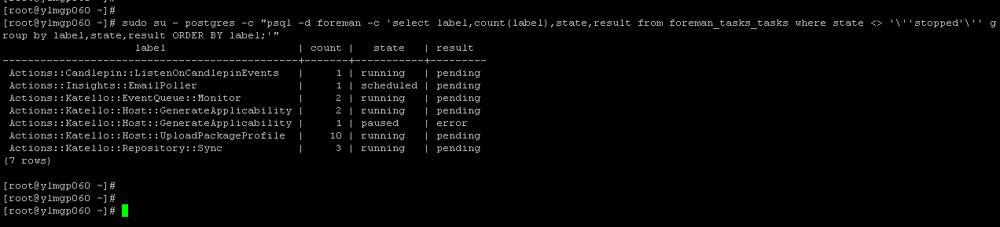 [root@ylmgp060 ~]#
[root@ylmgp060 ~]# sudo su - postgres -c "psql -d foreman -c 'select label,count(label),state,result from foreman_tasks_tasks where state <> '\''stopped'\'' g
roup by label,state,result ORDER BY label;'"
label | count | state | result
-----------------------------------------------+-------+-----------+---------
Actions::Candlepin::ListenOnCandlepinEvents | 1 | running | pending
Actions::Insights::EmailPoller | 1 | scheduled | pending
Actions::Katello::EventQueue::Monitor | 2 | running | pending
Actions::Katello::Host::GenerateApplicability | 2 | running | pending
Actions::Katello::Host::GenerateApplicability | 1 | paused | error
Actions::Katello::Host::UploadPackageProfile | 10 | running | pending
Actions::Katello::Repository::Sync | 3 | running | pending
(7 rows)
[root@ylmgp060 ~]#
[root@ylmgp060 ~]#
[root@ylmgp060 ~]#